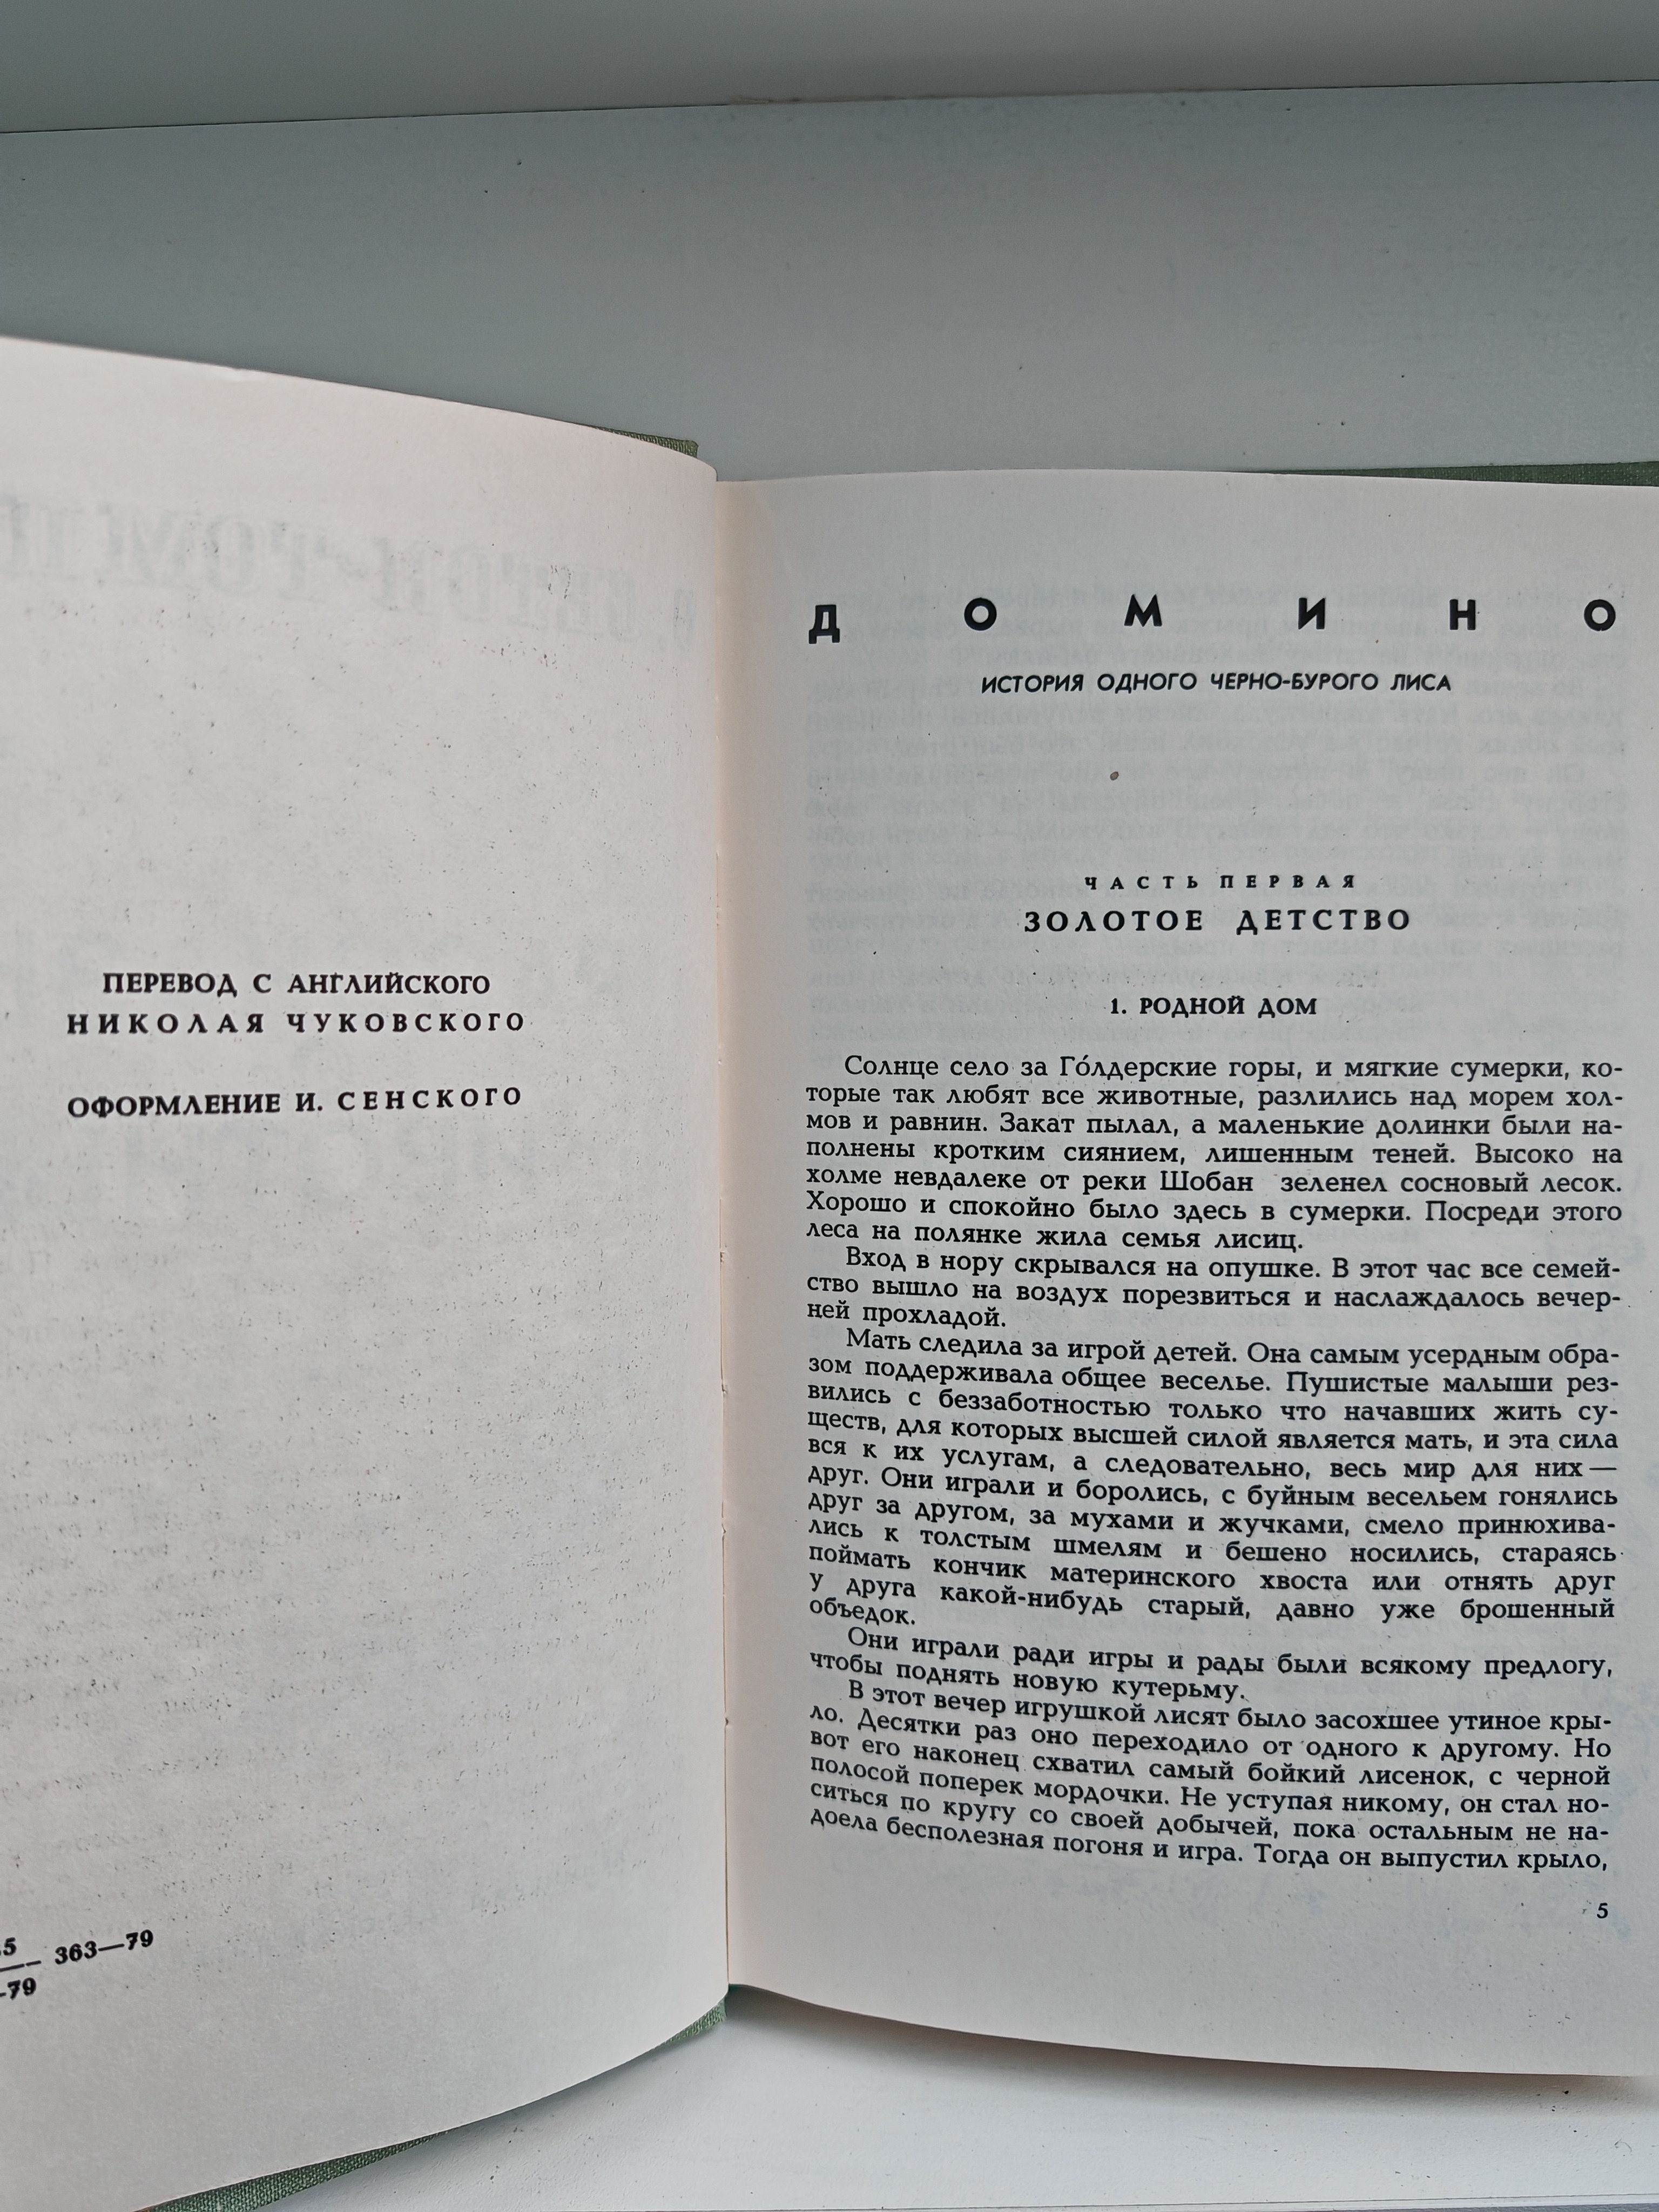 ПЕРЕВОД С АНГЛИЙСКОГО
НИКОЛАЯ ЧУКОВСКОГО
ОФОРМЛЕНИЕ И. СЕНСКОГО
363—79
-79
ДОМИНО
ИСТОРИЯ ОДНОГО ЧЕРНО-БУРОГО ЛИСА
ЧАСТЬ ПЕРВАЯ
ЗОЛОТОЕ ДЕТСТВО
1. РОДНОЙ ДОМ
Солнце село за Го́лдерские горы, и мягкие сумерки, ко-
торые так любят все животные, разлились над морем хол-
мов и равнин. Закат пылал, а маленькие долинки были на-
полнены кротким сиянием, лишенным теней. Высоко на
холме невдалеке от реки Шобан зеленел сосновый лесок.
Хорошо и спокойно было здесь в сумерки. Посреди этого
леса на полянке жила семья лисиц.
Вход в нору скрывался на опушке. В этот час все семей-
ство вышло на воздух порезвиться и наслаждалось вечер-
ней прохладой.
Мать следила за игрой детей. Она самым усердным обра-
зом поддерживала общее веселье. Пушистые малыши рез-
вились с беззаботностью только что начавших жить су-
ществ, для которых высшей силой является мать, и эта сила
вся к их услугам, а следовательно, весь мир для них —
друг. Они играли и боролись, с буйным весельем гонялись
друг за другом, за мухами и жучками, смело принюхива-
лись к толстым шмелям и бешено носились, стараясь
поймать кончик материнского хвоста или отнять друг
у друга какой-нибудь старый, давно уже брошенный
объедок.
Они играли ради игры и рады были всякому предлогу,
чтобы поднять новую кутерьму.
В этот вечер игрушкой лисят было засохшее утиное кры-
ло. Десятки раз оно переходило от одного к другому. Но
вот его наконец схватил самый бойкий лисенок, с черной
полосой поперек мордочки. Не уступая никому, он стал но-
ситься по кругу со своей добычей, пока остальным не на-
доела бесполезная погоня и игра. Тогда он выпустил крыло,
5